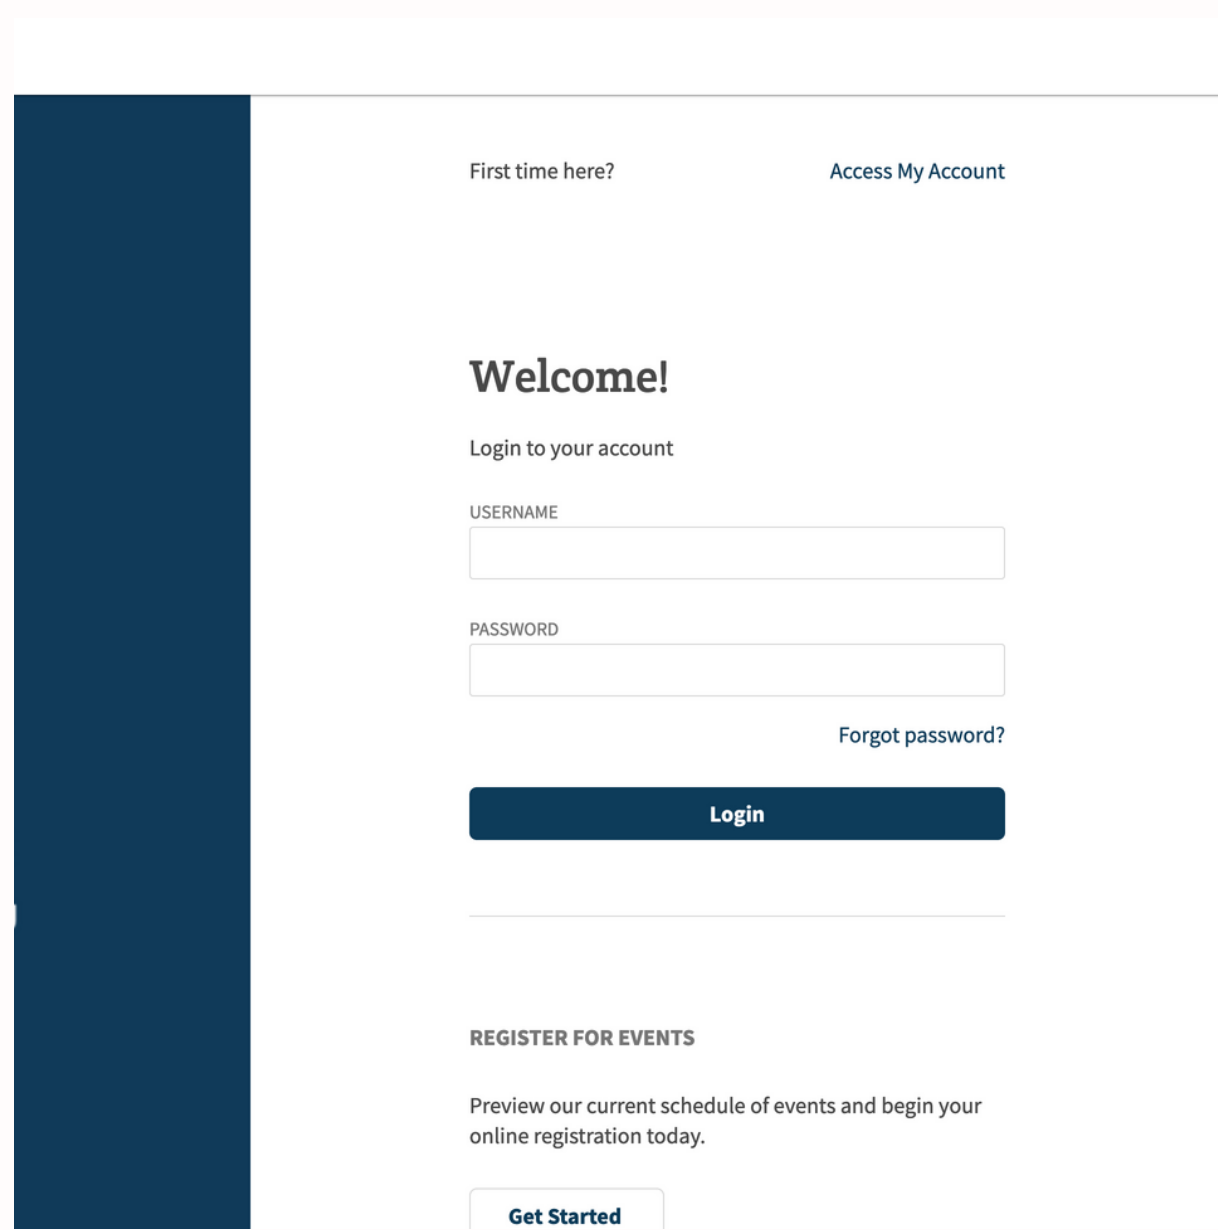 First time here?
Access My Account
Welcome!
Login to your account
USERNAME
PASSWORD
Forgot password?
Login
REGISTER FOR EVENTS
Preview our current schedule of events and begin your
online registration today.
Get Started